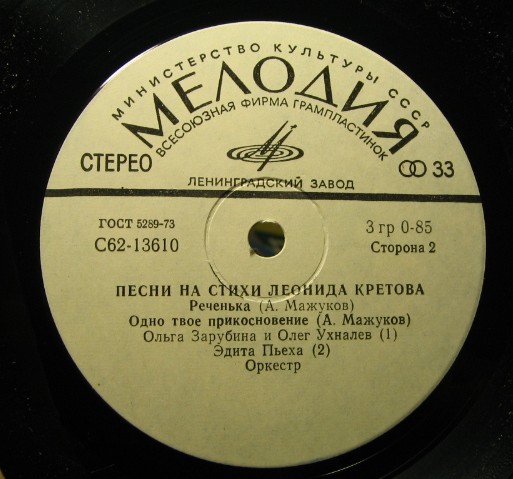 МИНИСТЕРСТВО КУЛЬТУРЫ СССР
МЕЛОДИЯ
ВСЕСОЮЗНАЯ ФИРМА ГРАМПЛАСТИНОК
СТЕРЕО
33
ЛЕНИНГРАДСКИЙ ЗАВОД
ГОСТ 5289-73
3 гр 0-85
С62-13610
Сторона 2
ПЕСНИ НА СТИХИ ЛЕОНИДА КРЕТОВА
Реченька (А. Мажуков)
Одно твое прикосновение (А. Мажуков)
Ольга Зарубина и Олег Ухналев (1)
Эдита Пьеха (2)
Оркестр